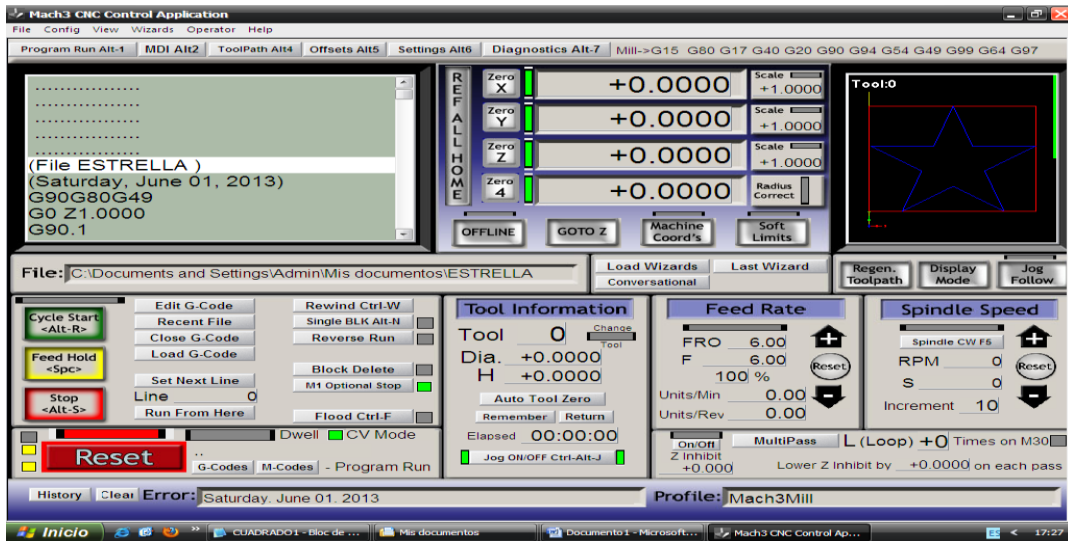 Mach3 CNC Control Application
File Config View Wizards Operator Help
Program Run Alt-1 MDI Alt2 ToolPath Alt4 Offsets Alt5 Settings Alt6 Diagnostics Alt-7 Mill->G15 G80 G17 G40 G20 G90 G94 G54 G49 G99 G64 G97
..................
..................
..................
..................
(File ESTRELLA )
(Saturday, June 01, 2013)
G90G80G49
G0 Z1.0000
G90.1
REF ALL HOME
Zero X +0.0000 Scale +1.0000
Zero Y +0.0000 Scale +1.0000
Zero Z +0.0000 Scale +1.0000
Zero 4 +0.0000 Radius Correct
OFFLINE GOTO Z Machine Coord's Soft Limits
Tool:0
File: C:\Documents and Settings\Admin\Mis documentos\ESTRELLA
Load Wizards Last Wizard
Conversational
Regen. Toolpath Display Mode Jog Follow
Cycle Start <Alt-R>
Feed Hold <Spc>
Stop <Alt-S>
Edit G-Code
Recent File
Close G-Code
Load G-Code
Set Next Line
Line 0
Run From Here
Rewind Ctrl-W
Single BLK Alt-N
Reverse Run
Block Delete
M1 Optional Stop
Flood Ctrl-F
Dwell CV Mode
Reset
..
G-Codes M-Codes - Program Run
Tool Information
Tool 0 Change Tool
Dia. +0.0000
H +0.0000
Auto Tool Zero
Remember Return
Elapsed 00:00:00
Jog ON/OFF Ctrl-Alt-J
Feed Rate
FRO 6.00
F 6.00
100 %
Reset
Units/Min 0.00
Units/Rev 0.00
Spindle Speed
Spindle CW F5
RPM 0
S 0
Reset
Increment 10
On/Off MultiPass L (Loop) +0 Times on M30
Z Inhibit
+0.000 Lower Z Inhibit by +0.0000 on each pass
History Clear Error: Saturday. June 01. 2013 Profile: Mach3Mill
Inicio » CUADRADO1 - Bloc de ... Mis documentos Documento1 - Microsoft... Mach3 CNC Control Ap... ES < 17:27